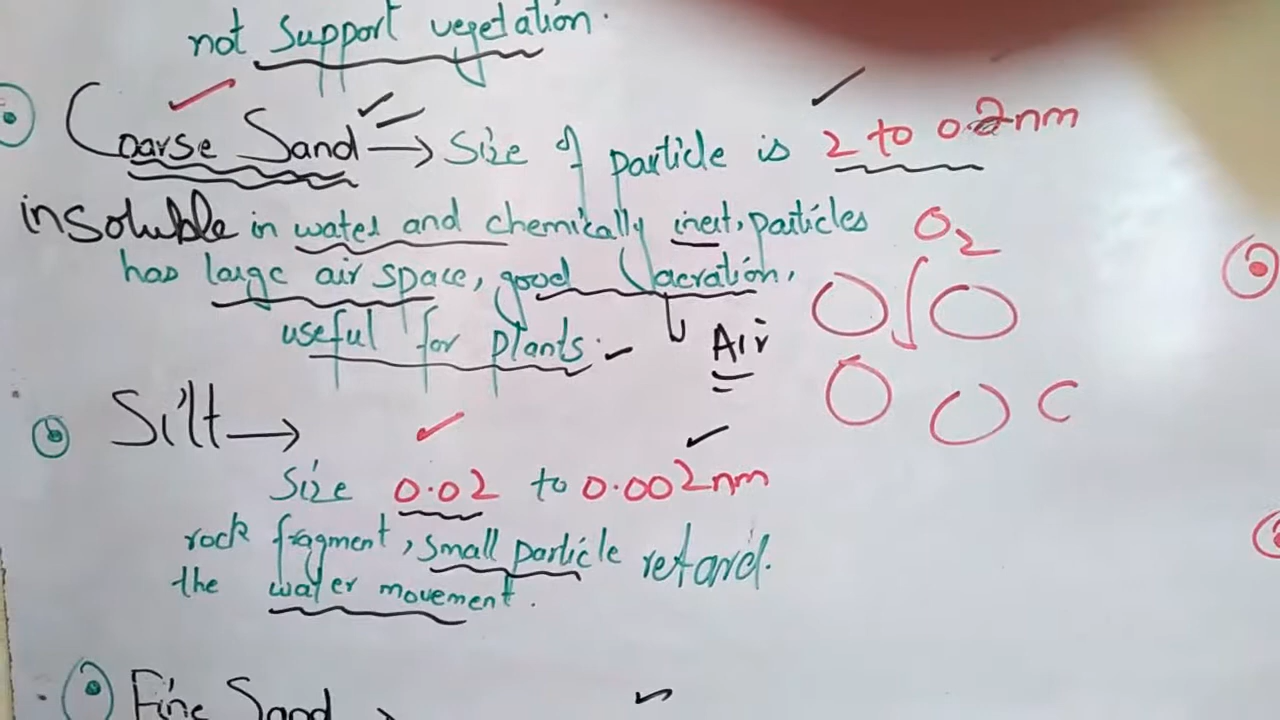 not support vegetation.
Coarse Sand → Size of particle is 2 to 0.2nm
insoluble in water and chemically inert, particles
has large air space, good aeration,
useful for plants.
Air
O2
Silt →
Size 0.02 to 0.002nm
rock fragment, small particle retard.
the water movement.
Fine Sand